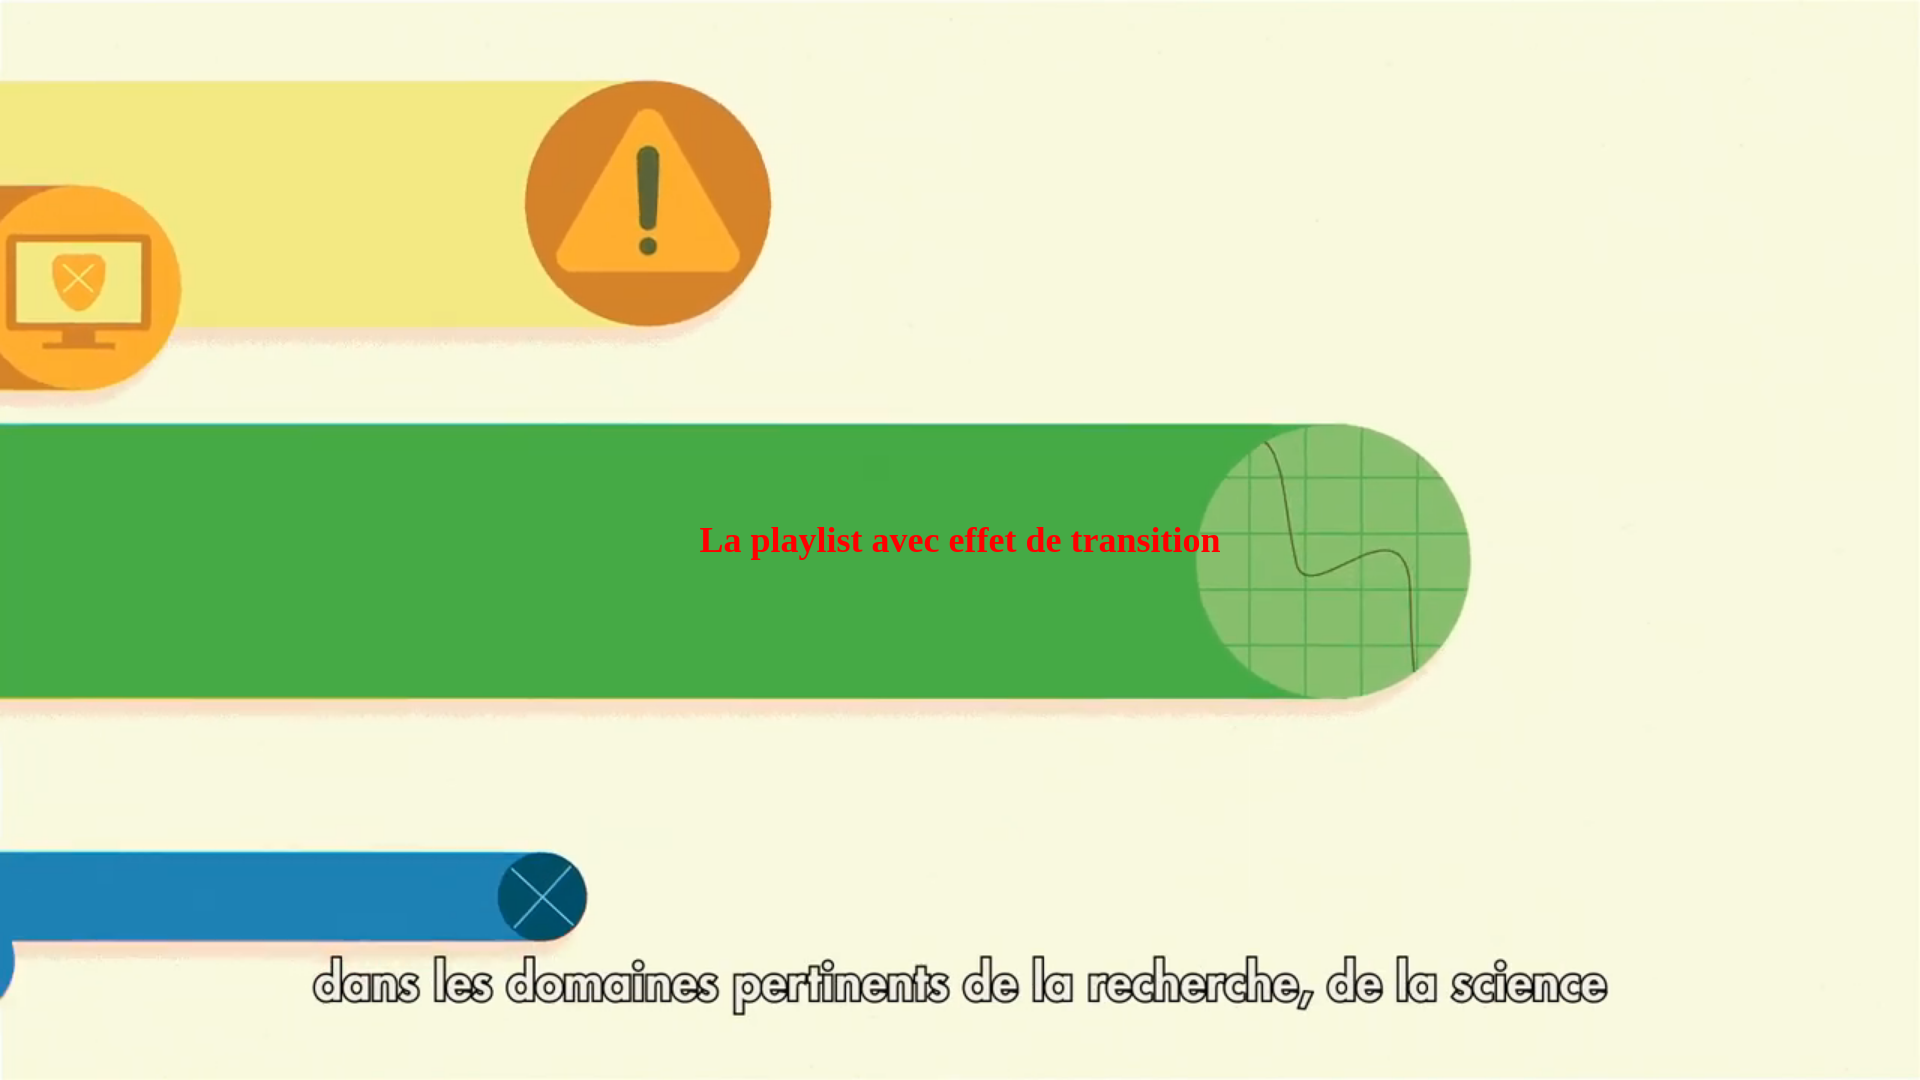 La playlist avec effet de transition
dans les domaines pertinents de la recherche, de la science